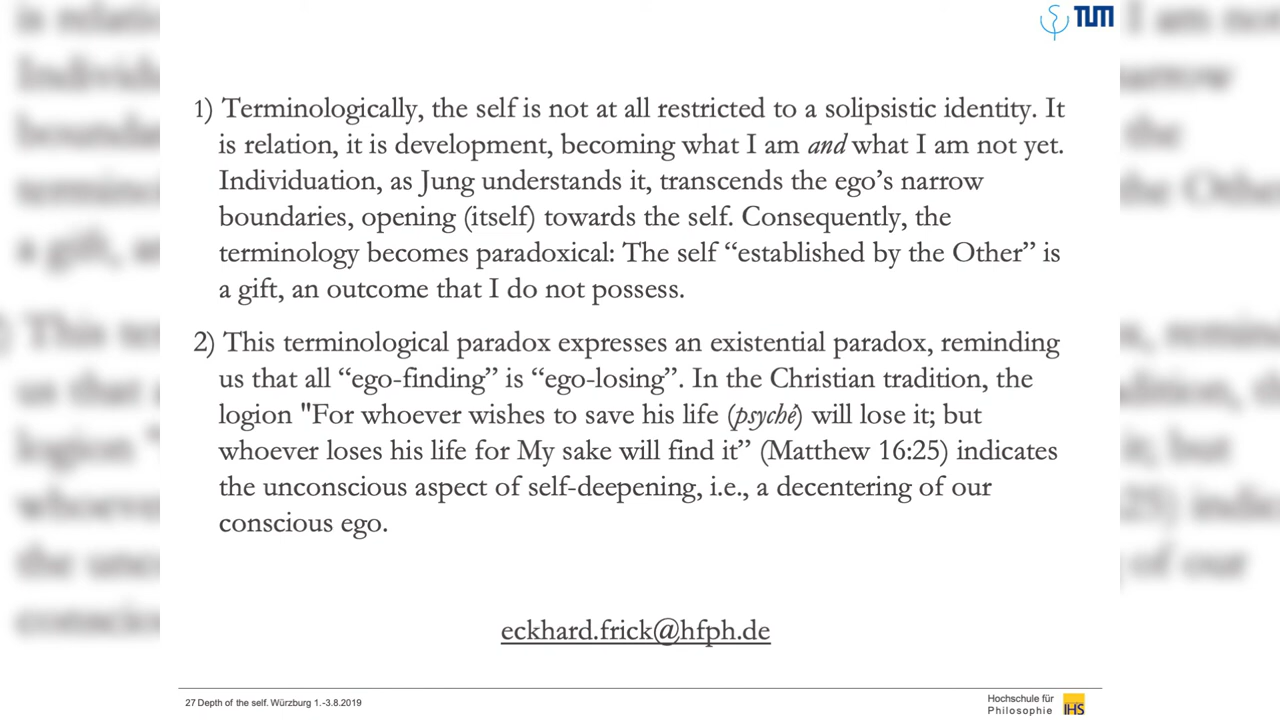 TUM
1) Terminologically, the self is not at all restricted to a solipsistic identity. It
is relation, it is development, becoming what I am and what I am not yet.
Individuation, as Jung understands it, transcends the ego’s narrow
boundaries, opening (itself) towards the self. Consequently, the
terminology becomes paradoxical: The self “established by the Other” is
a gift, an outcome that I do not possess.
2) This terminological paradox expresses an existential paradox, reminding
us that all “ego-finding” is “ego-losing”. In the Christian tradition, the
logion "For whoever wishes to save his life (psychḗ) will lose it; but
whoever loses his life for My sake will find it” (Matthew 16:25) indicates
the unconscious aspect of self-deepening, i.e., a decentering of our
conscious ego.
eckhard.frick@hfph.de
27 Depth of the self. Würzburg 1.-3.8.2019
Hochschule für
Philosophie IHS